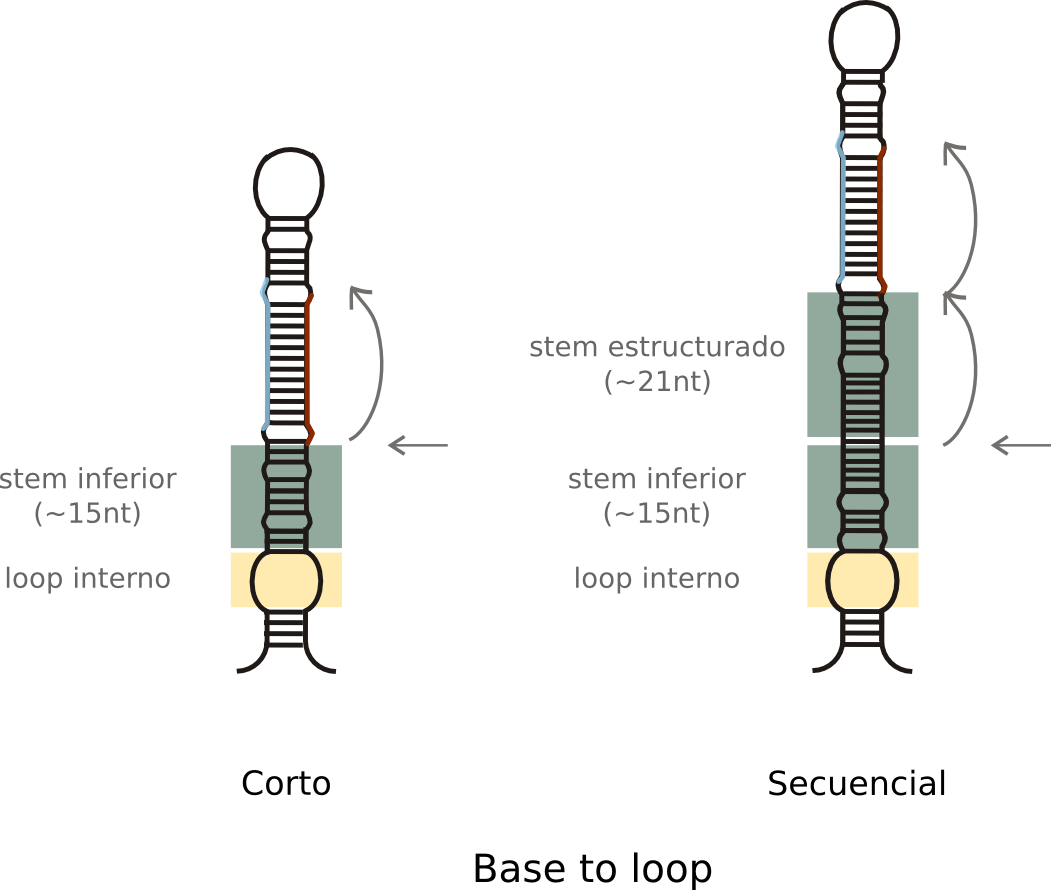 stem estructurado
(~21nt)
stem inferior
(~15nt)
stem inferior
(~15nt)
loop interno
loop interno
Corto
Secuencial
Base to loop